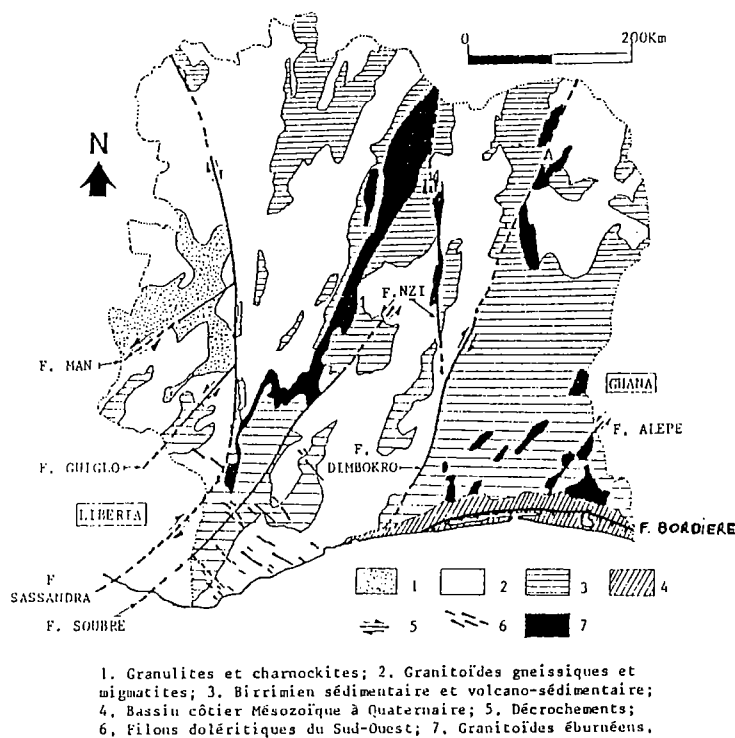 0 200Km
N
F.NZI
F. MAN
GHANA
F. ALEPE
F. GUIGLO
F.
DIMBOKRO
LIBERIA
F. BORDIERE
F
SASSANDRA
F. SOUBRE
1 2 3 4
5 6 7
1. Granulites et charnockites; 2. Granitoïdes gneissiques et
migmatites; 3. Birrimien sédimentaire et volcano-sédimentaire;
4, Bassin côtier Mésozoïque à Quaternaire; 5, Décrochements;
6, Filons doléritiques du Sud-Ouest; 7, Granitoïdes éburnéens,